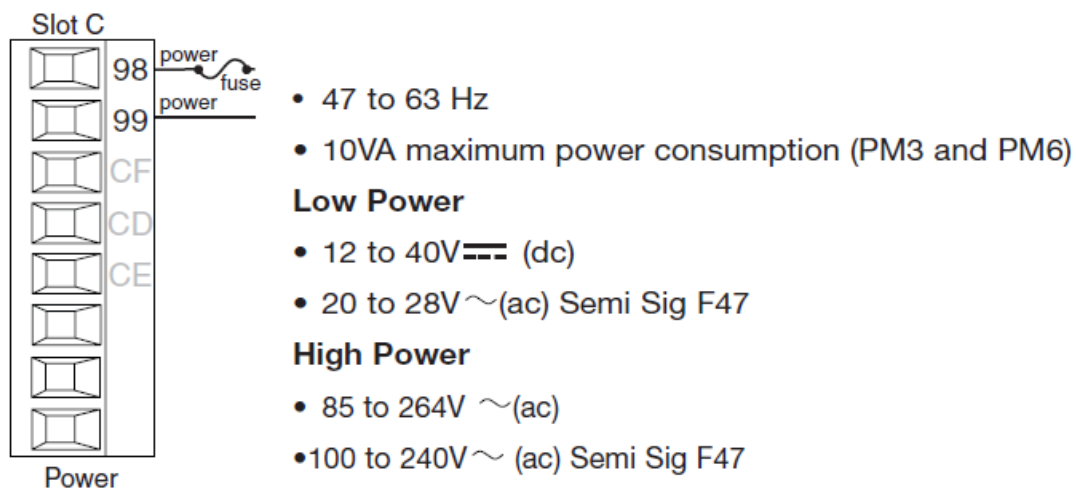 Slot C
98 power
fuse
99 power
CF
CD
CE
Power
• 47 to 63 Hz
• 10VA maximum power consumption (PM3 and PM6)
Low Power
• 12 to 40V⎓ (dc)
• 20 to 28V ~(ac) Semi Sig F47
High Power
• 85 to 264V ~(ac)
•100 to 240V~ (ac) Semi Sig F47